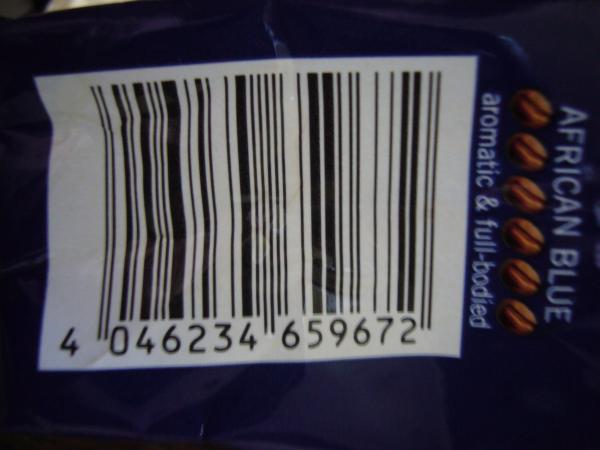 AFRICAN BLUE
aromatic & full-bodied
4 046234 659672